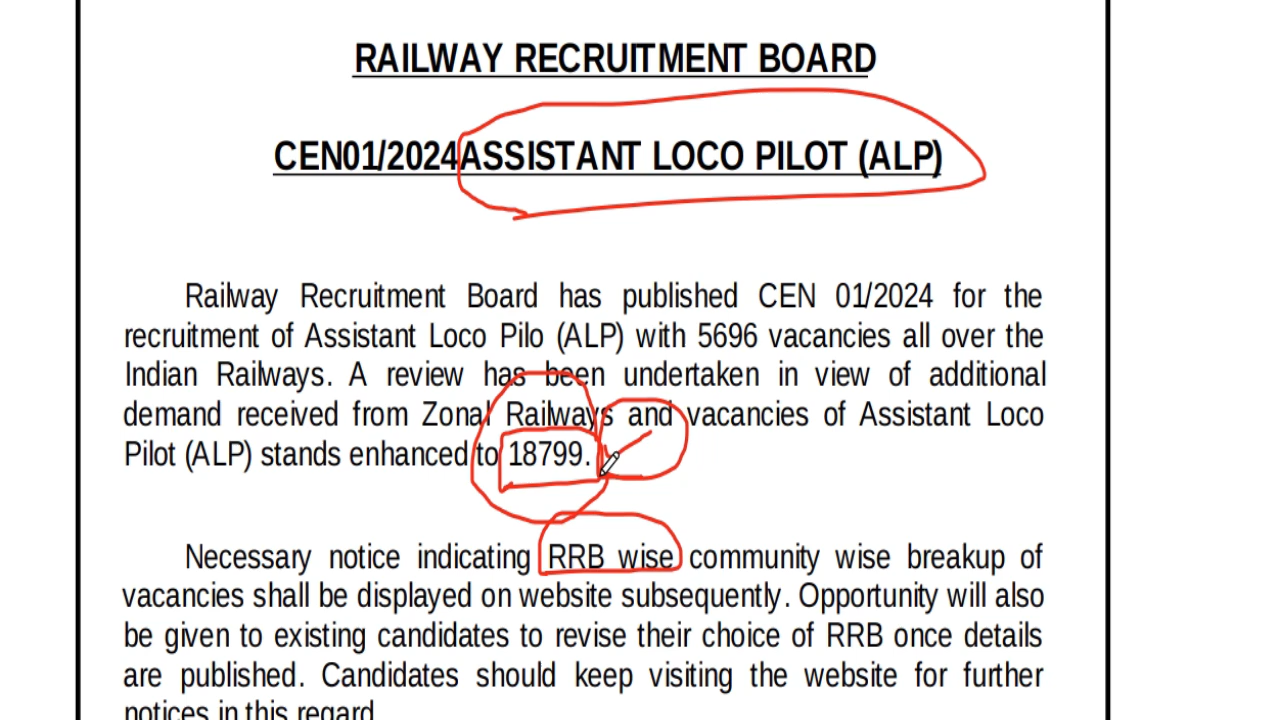 RAILWAY RECRUITMENT BOARD
CEN01/2024ASSISTANT LOCO PILOT (ALP)
Railway Recruitment Board has published CEN 01/2024 for the
recruitment of Assistant Loco Pilo (ALP) with 5696 vacancies all over the
Indian Railways. A review has been undertaken in view of additional
demand received from Zonal Railways and vacancies of Assistant Loco
Pilot (ALP) stands enhanced to 18799.
Necessary notice indicating RRB wise community wise breakup of
vacancies shall be displayed on website subsequently. Opportunity will also
be given to existing candidates to revise their choice of RRB once details
are published. Candidates should keep visiting the website for further
notices in this regard